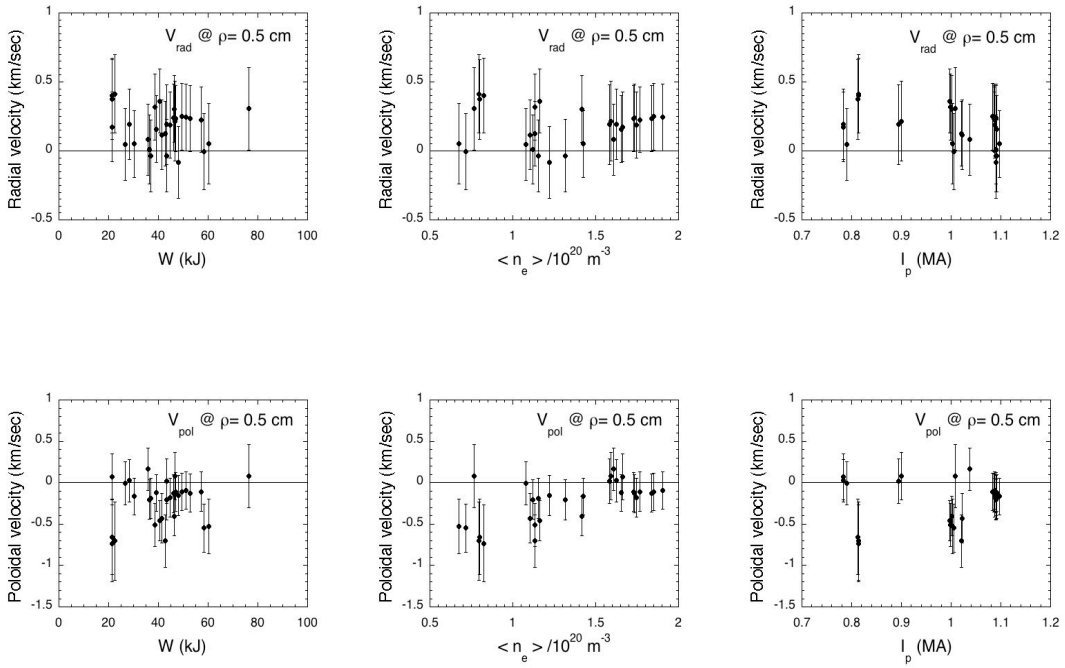 V_rad @ ρ= 0.5 cm
Radial velocity (km/sec)
1
0.5
0
-0.5
0 20 40 60 80 100
W (kJ)
V_rad @ ρ= 0.5 cm
Radial velocity (km/sec)
1
0.5
0
-0.5
0.5 1 1.5 2
< n_e > /10^20 m^-3
V_rad @ ρ= 0.5 cm
Radial velocity (km/sec)
1
0.5
0
-0.5
0.7 0.8 0.9 1 1.1 1.2
I_p (MA)
V_pol @ ρ= 0.5 cm
Poloidal velocity (km/sec)
1
0.5
0
-0.5
-1
-1.5
0 20 40 60 80 100
W (kJ)
V_pol @ ρ= 0.5 cm
Poloidal velocity (km/sec)
1
0.5
0
-0.5
-1
-1.5
0.5 1 1.5 2
< n_e > /10^20 m^-3
V_pol @ ρ= 0.5 cm
Poloidal velocity (km/sec)
1
0.5
0
-0.5
-1
-1.5
0.7 0.8 0.9 1 1.1 1.2
I_p (MA)